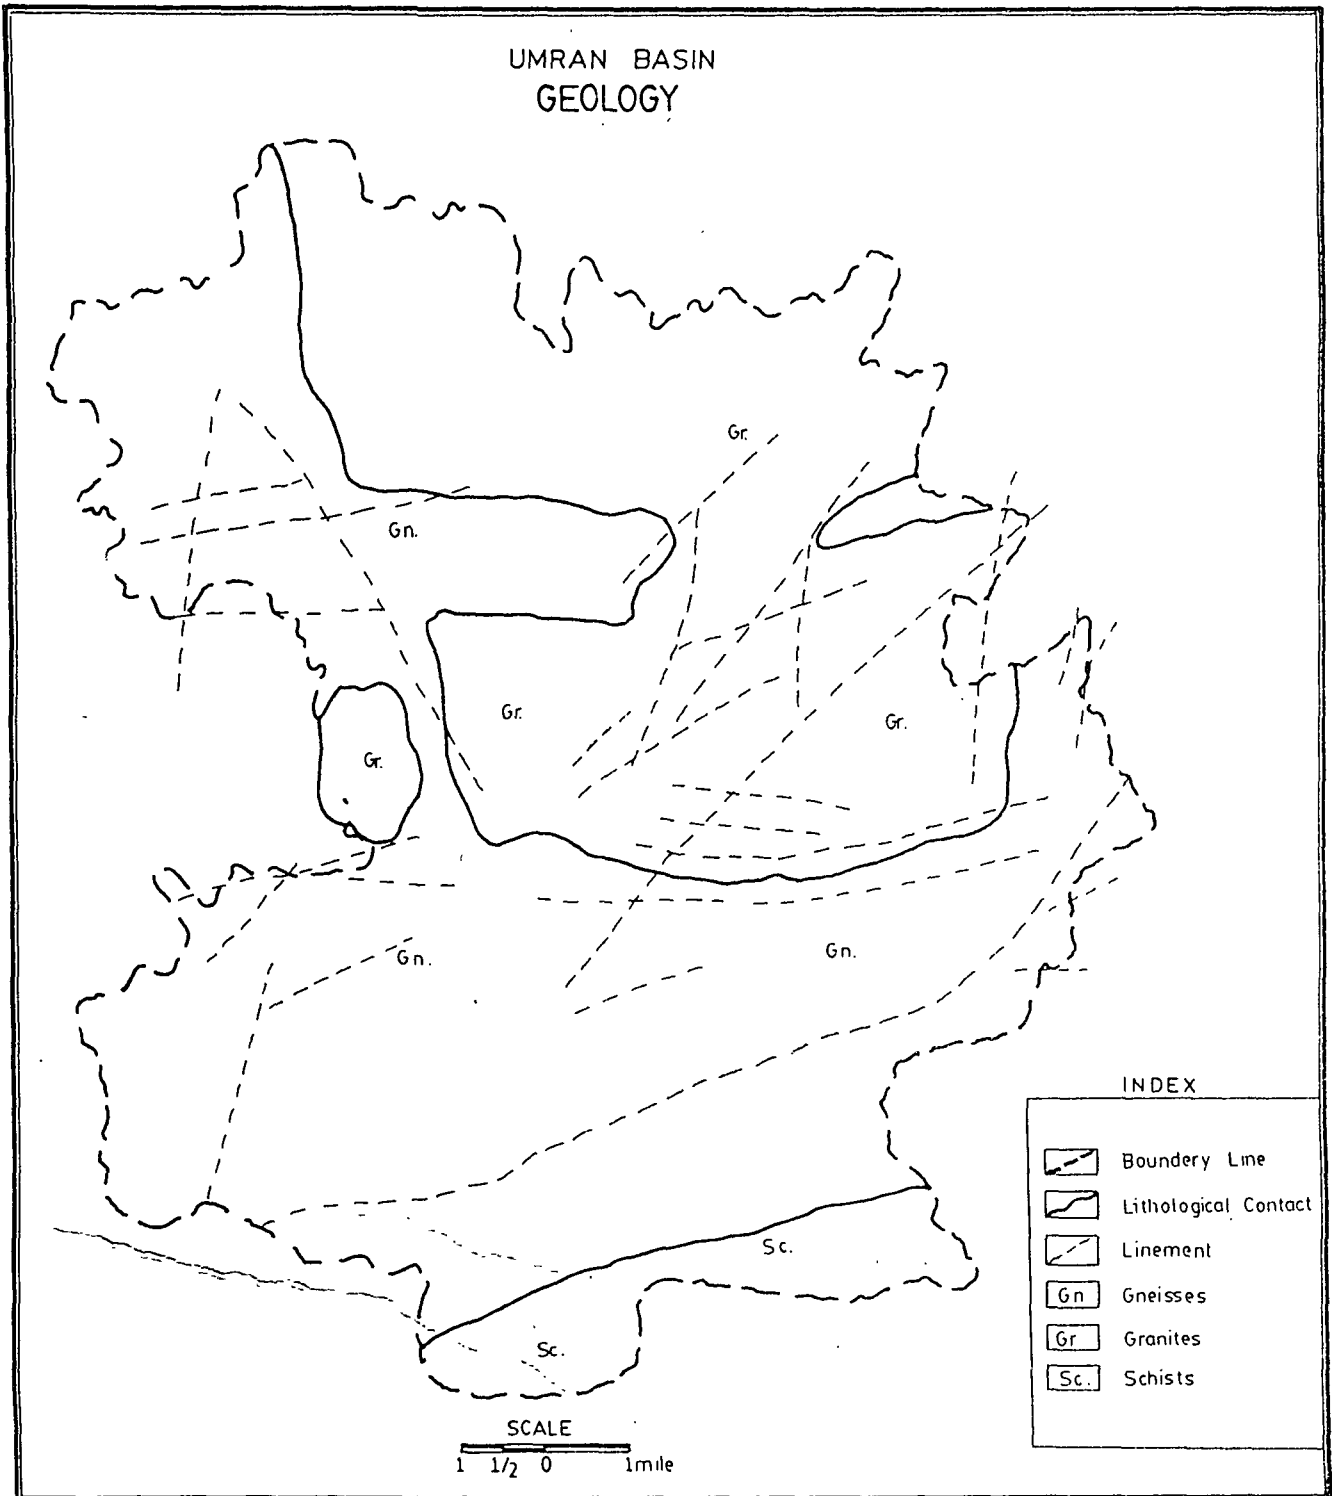 UMRAN BASIN
GEOLOGY
Gr.
Gn.
Gr.
Gr.
Gr.
Gn.
Gn.
Sc.
Sc.
INDEX
Boundery Line
Lithological Contact
Linement
Gn Gneisses
Gr Granites
Sc. Schists
SCALE
1 1/2 0 1mile